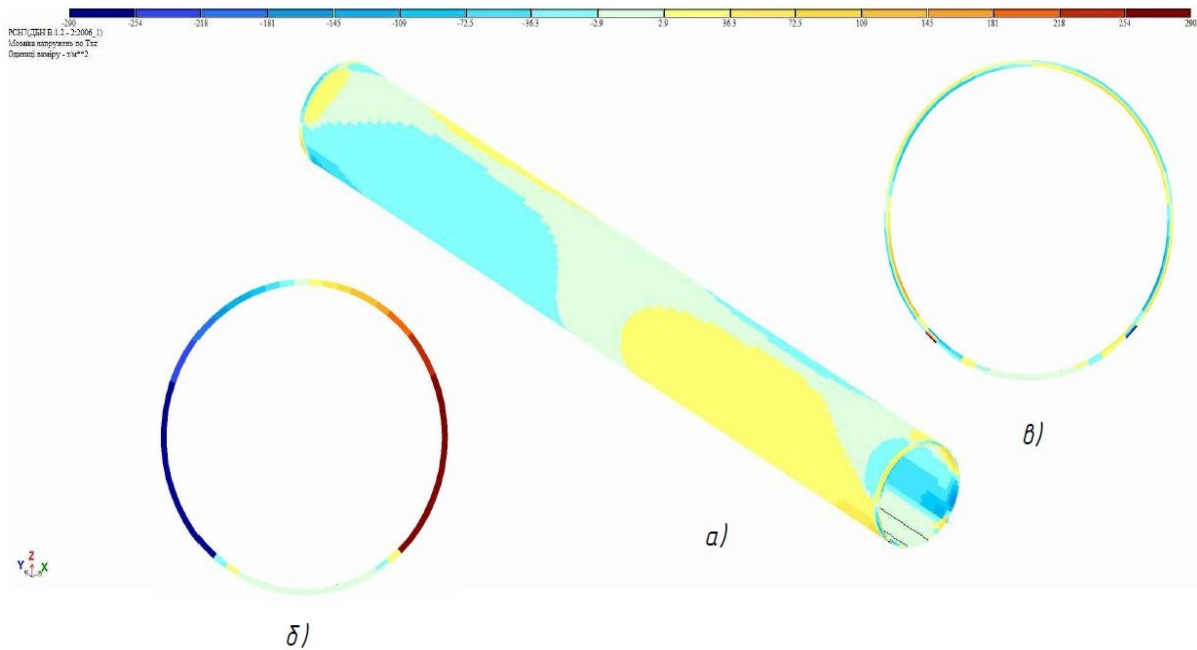 -290 -254 -218 -181 -145 -109 -72.5 -36.3 -2.9 2.9 36.3 72.5 109 145 181 218 254 290
РСН7(ДБН В.1.2 - 2:2006_1)
Мозаїка напружень по Txz
Одиниці виміру - т/м**2
в)
а)
Z
Y X
б)